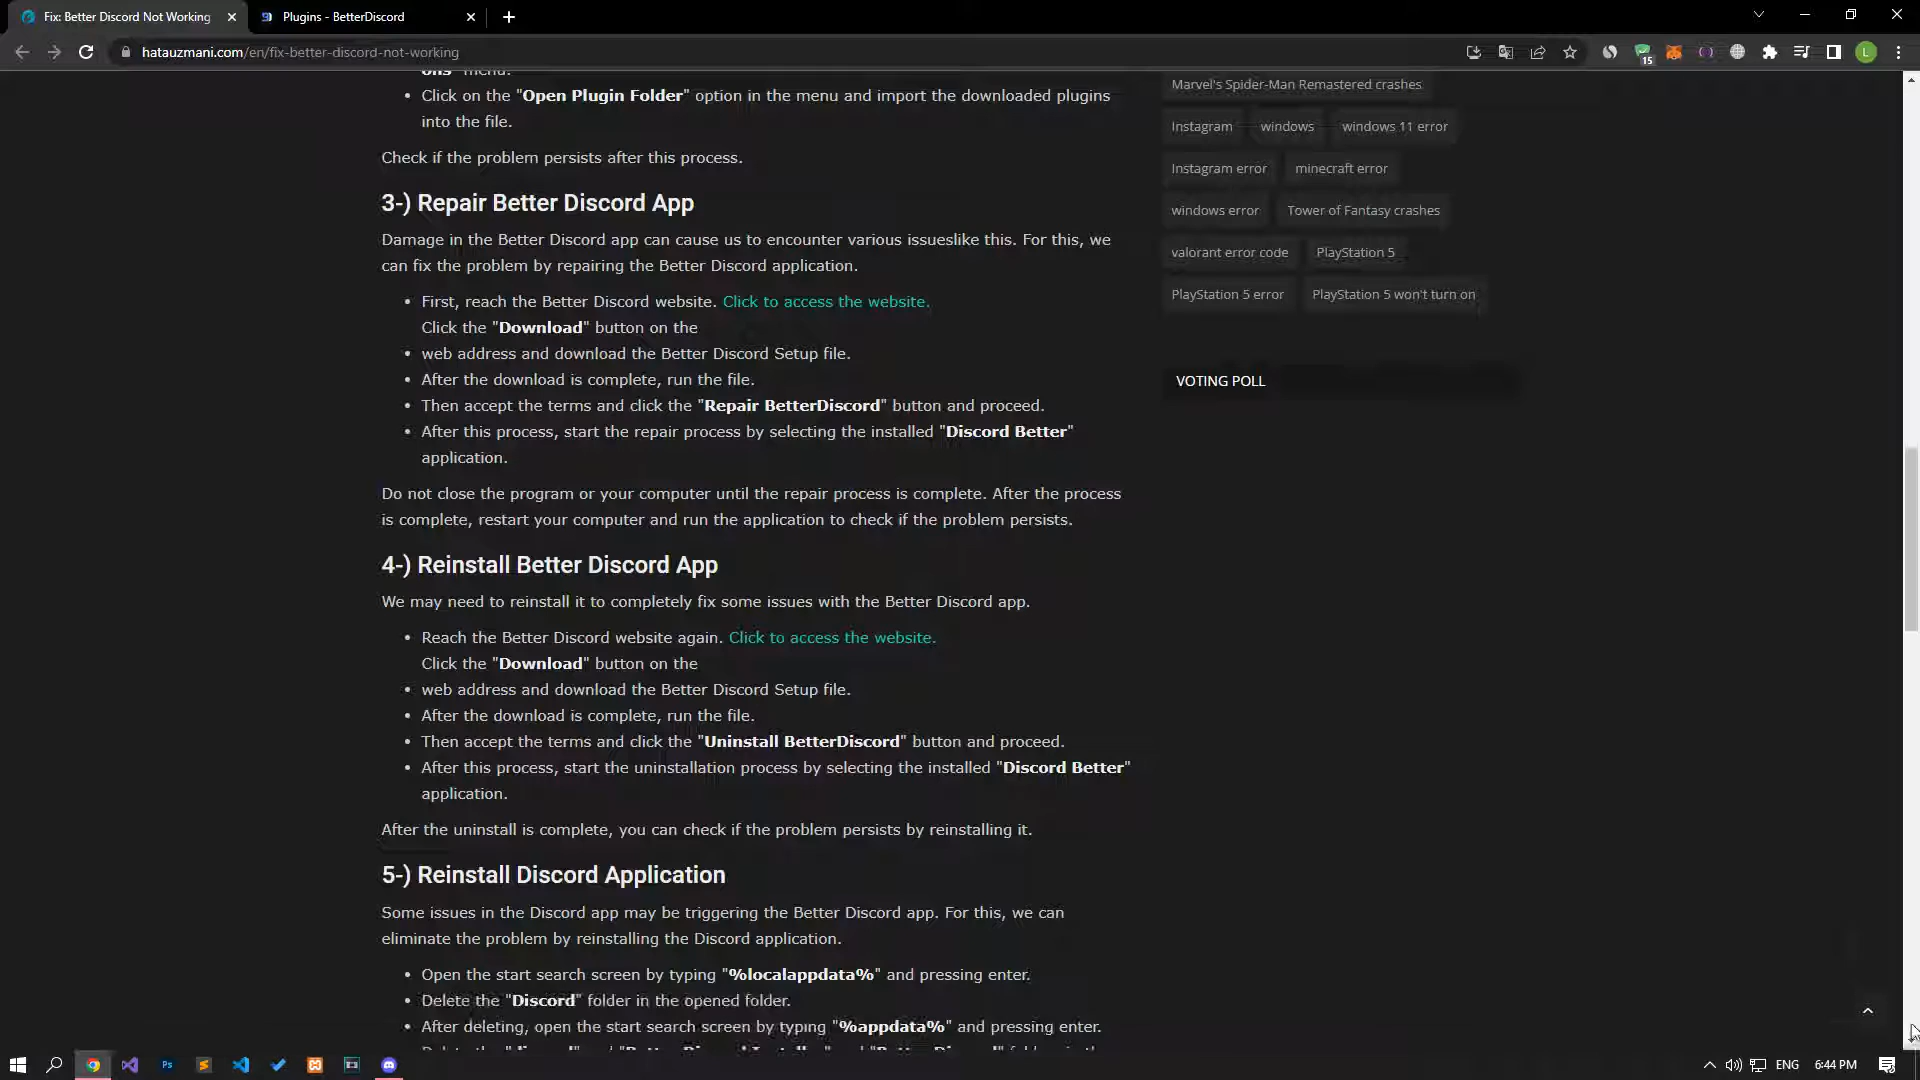 Fix: Better Discord Not Working
Plugins - BetterDiscord
hatauzmani.com/en/fix-better-discord-not-working
15
L
ons" menu.
• Click on the "Open Plugin Folder" option in the menu and import the downloaded plugins
into the file.
Check if the problem persists after this process.
3-) Repair Better Discord App
Damage in the Better Discord app can cause us to encounter various issueslike this. For this, we
can fix the problem by repairing the Better Discord application.
• First, reach the Better Discord website. Click to access the website.
Click the "Download" button on the
• web address and download the Better Discord Setup file.
• After the download is complete, run the file.
• Then accept the terms and click the "Repair BetterDiscord" button and proceed.
• After this process, start the repair process by selecting the installed "Discord Better"
application.
Do not close the program or your computer until the repair process is complete. After the process
is complete, restart your computer and run the application to check if the problem persists.
4-) Reinstall Better Discord App
We may need to reinstall it to completely fix some issues with the Better Discord app.
• Reach the Better Discord website again. Click to access the website.
Click the "Download" button on the
• web address and download the Better Discord Setup file.
• After the download is complete, run the file.
• Then accept the terms and click the "Uninstall BetterDiscord" button and proceed.
• After this process, start the uninstallation process by selecting the installed "Discord Better"
application.
After the uninstall is complete, you can check if the problem persists by reinstalling it.
5-) Reinstall Discord Application
Some issues in the Discord app may be triggering the Better Discord app. For this, we can
eliminate the problem by reinstalling the Discord application.
• Open the start search screen by typing "%localappdata%" and pressing enter.
• Delete the "Discord" folder in the opened folder.
• After deleting, open the start search screen by typing "%appdata%" and pressing enter.
Marvel's Spider-Man Remastered crashes
Instagram windows windows 11 error
Instagram error minecraft error
windows error Tower of Fantasy crashes
valorant error code PlayStation 5
PlayStation 5 error PlayStation 5 won't turn on
VOTING POLL
Ps
ENG
6:44 PM